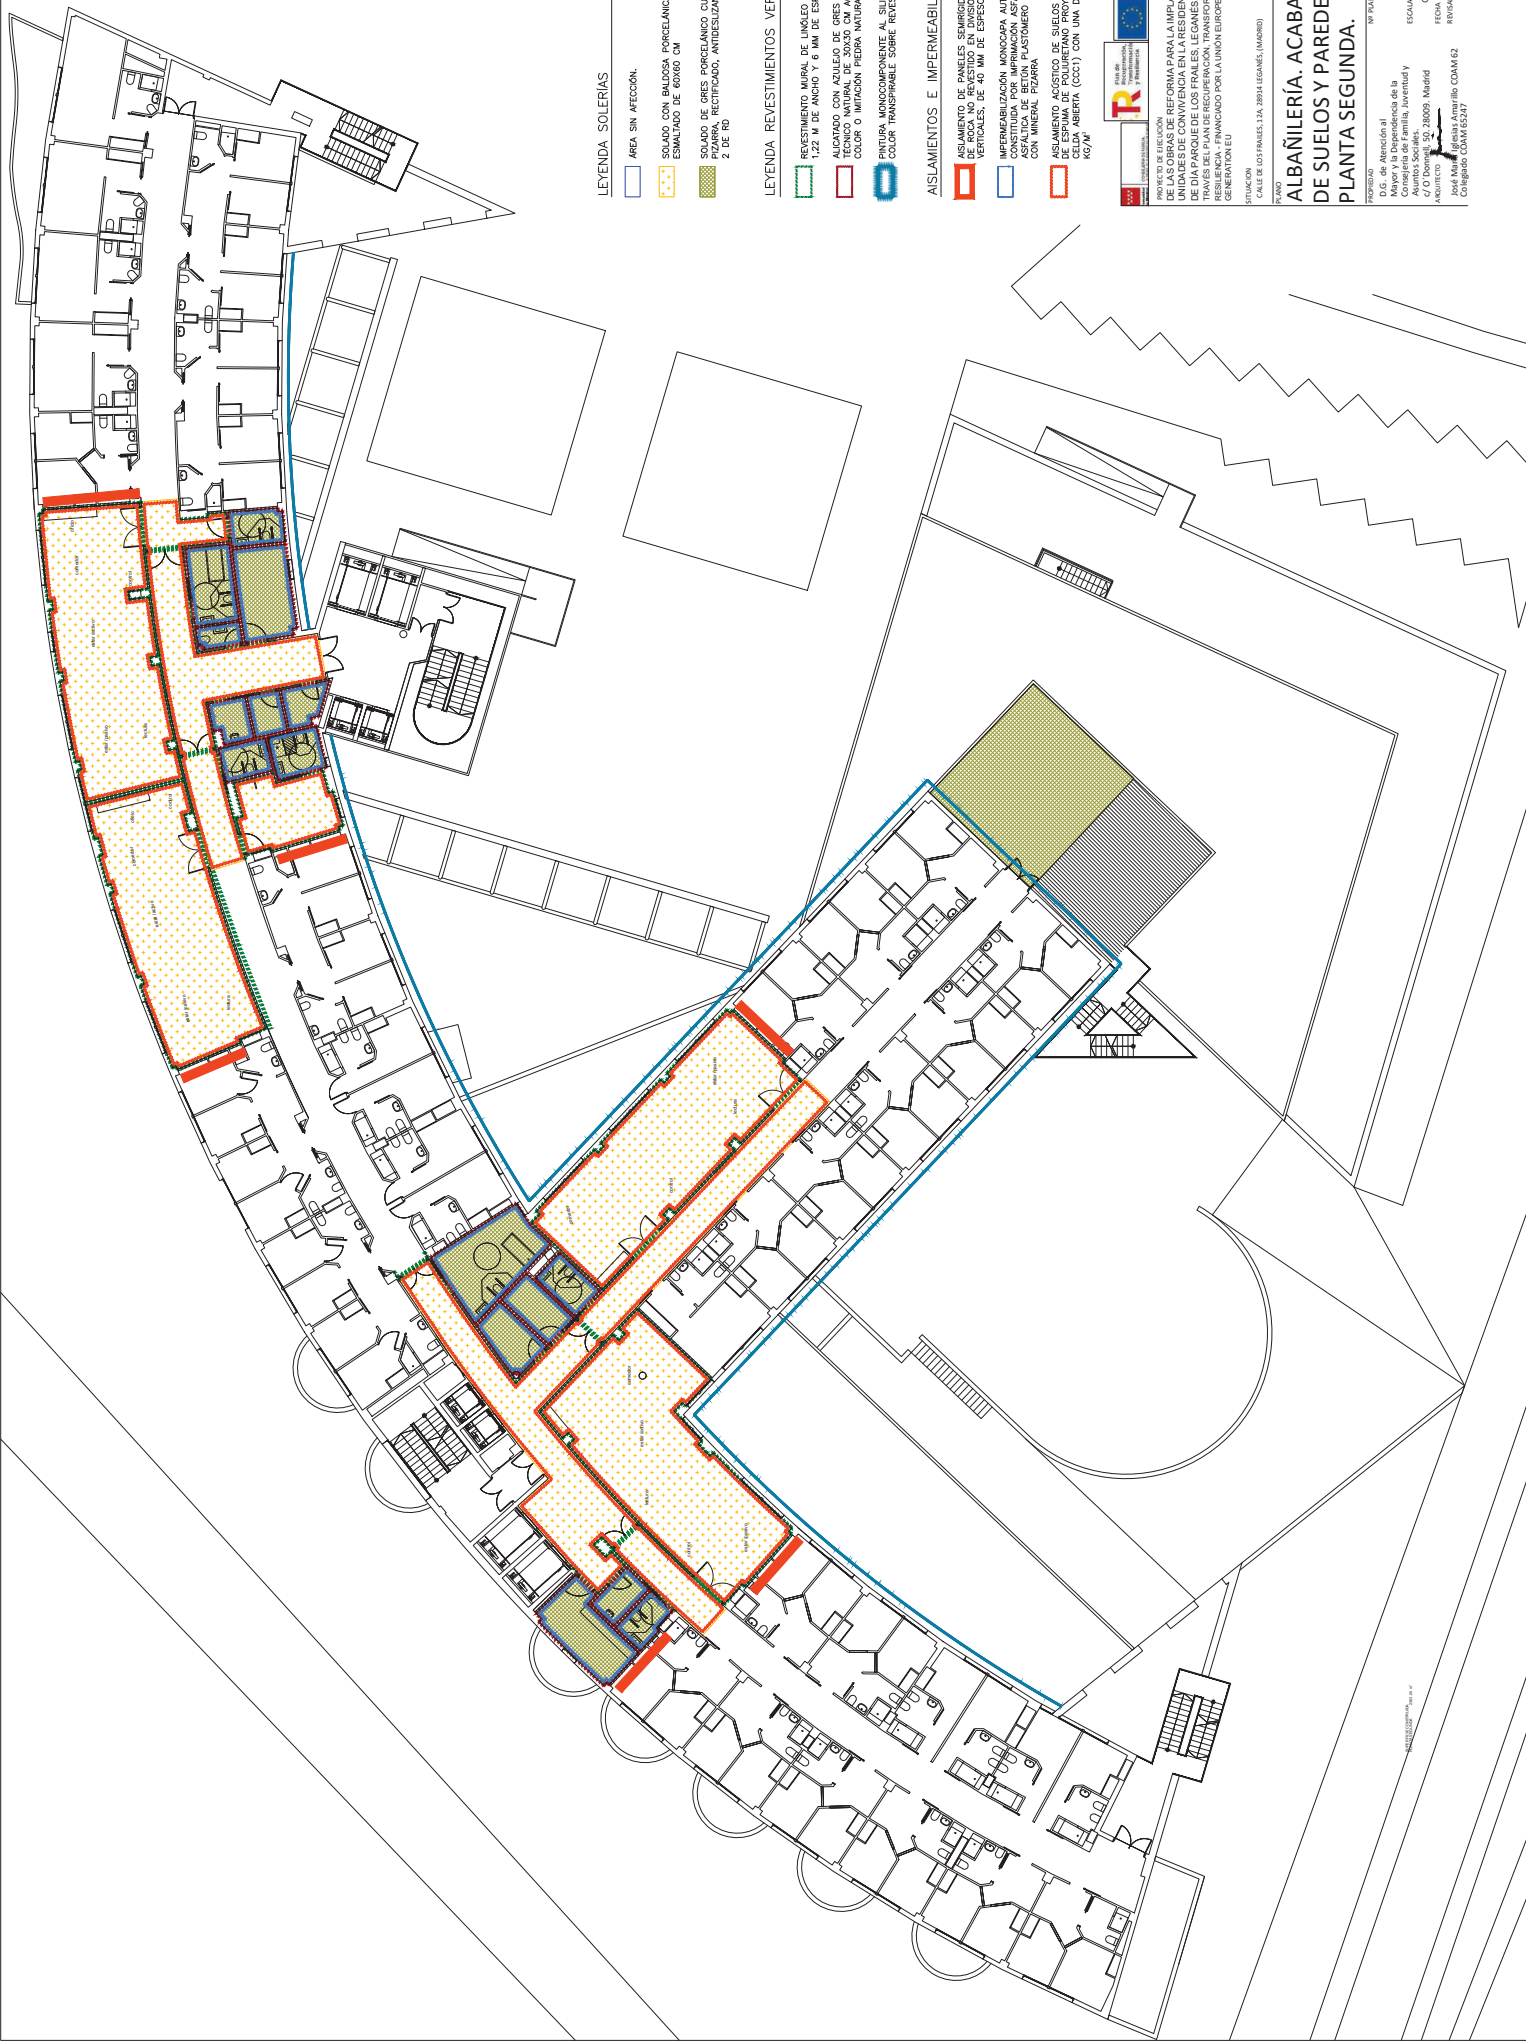 LEYENDA SOLERÍAS
ÁREA SIN AFECCIÓN.
SOLADO CON BALDOSA PORCELÁNIC
ESMALTADO DE 60X60 CM
SOLADO DE GRES PORCELÁNICO CU
PIZARRA, RECTIFICADO, ANTIDESLIZAN
2 DE RD
LEYENDA REVESTIMIENTOS VER
REVESTIMIENTO MURAL DE LINÓLEO
1,22 M DE ANCHO Y 6 MM DE ESP
ALICATADO CON AZULEJO DE GRES
TÉCNICO NATURAL DE 30X30 CM A
COLOR O IMITACIÓN PIEDRA NATURA
PINTURA MONOCOMPONENTE AL SILI
COLOR TRANSPIRABLE SOBRE REVES
AISLAMIENTOS E IMPERMEABIL
AISLAMIENTO DE PANELES SEMIRÍGID
DE ROCA NO REVESTIDO EN DIVISIO
VERTICALES, DE 40 MM DE ESPESO
IMPERMEABILIZACIÓN MONOCAPA AUT
CONSTITUIDA POR IMPRIMACIÓN ASFÁ
ASFÁLTICA DE BETÚN PLASTÓMERO
CON MINERAL PIZARRA
AISLAMIENTO ACÚSTICO DE SUELOS
DE ESPUMA DE POLIURETANO PROY
CELDA ABIERTA (CCC1) CON UNA D
KG/M³
Plan de
Recuperación,
Transformación
y Resiliencia
PROYECTO DE EJECUCIÓN
DE LAS OBRAS DE REFORMA PARA LA IMPLA
UNIDADES DE CONVIVENCIA EN LA RESIDEN
DE DÍA PARQUE DE LOS FRAILES, LEGANÉS
TRAVÉS DEL PLAN DE RECUPERACIÓN, TRANSFOR
RESILIENCIA - FINANCIADO POR LA UNIÓN EUROPE
GENERATION EU
SITUACIÓN
CALLE DE LOS FRAILES, 12A, 28914 LEGANÉS, (MADRID)
PLANO
ALBAÑILERÍA. ACABA
DE SUELOS Y PAREDE
PLANTA SEGUNDA.
PROPIEDAD
D.G. de Atención al
Mayor y la Dependencia de la
Consejería de Familia, Juventud y
Asuntos Sociales.
C/ O'Donnell, 50. 28009. Madrid
ARQUITECTO
José María Iglesias Amarillo COAM 62
Colegiado COAM 65247
Nº PLA
ESCALA
FECHA
REVISA